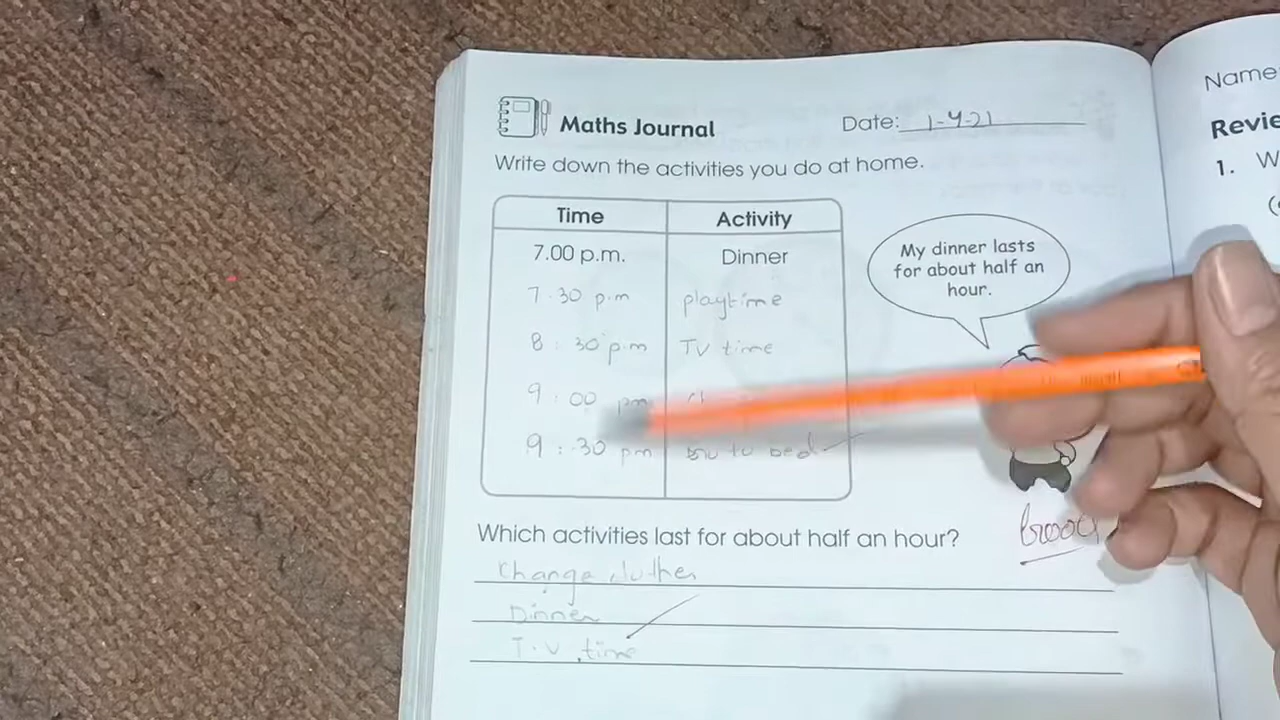 Maths Journal
Date: 1-4-21
Write down the activities you do at home.
Time Activity
7.00 p.m. Dinner
7.30 p.m playtime
8:30 p.m TV time
9:00 pm
9:30 pm to bed
My dinner lasts
for about half an
hour.
Which activities last for about half an hour?
Change
Dinner
T.V time
Good
Name
Revie
1. W